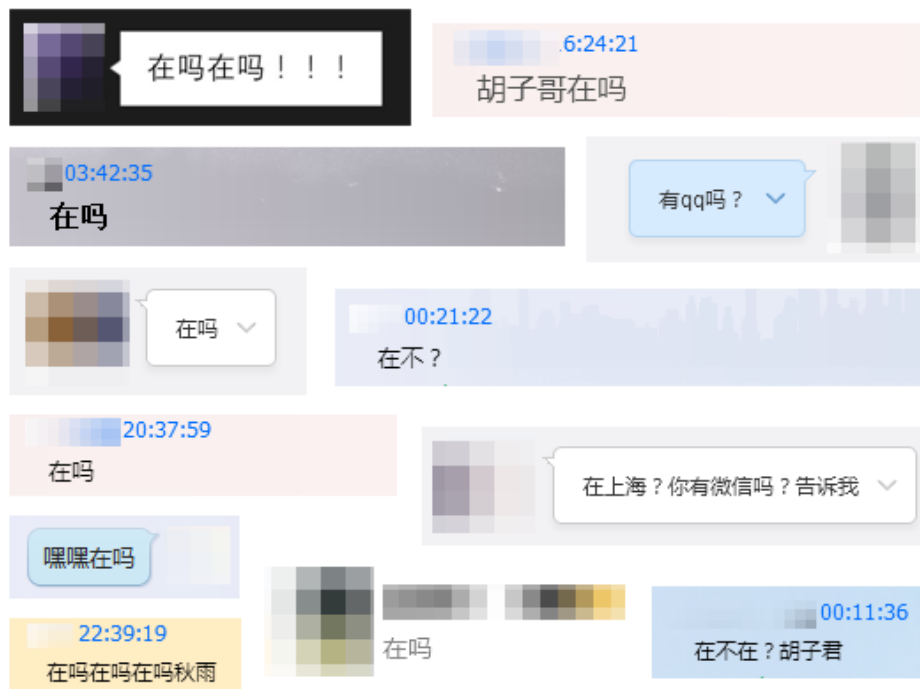 在吗在吗！！！
6:24:21
胡子哥在吗
03:42:35
在吗
有qq吗？
在吗
00:21:22
在不？
20:37:59
在吗
在上海？你有微信吗？告诉我
嘿嘿在吗
在吗
22:39:19
在吗在吗在吗秋雨
00:11:36
在不在？胡子君